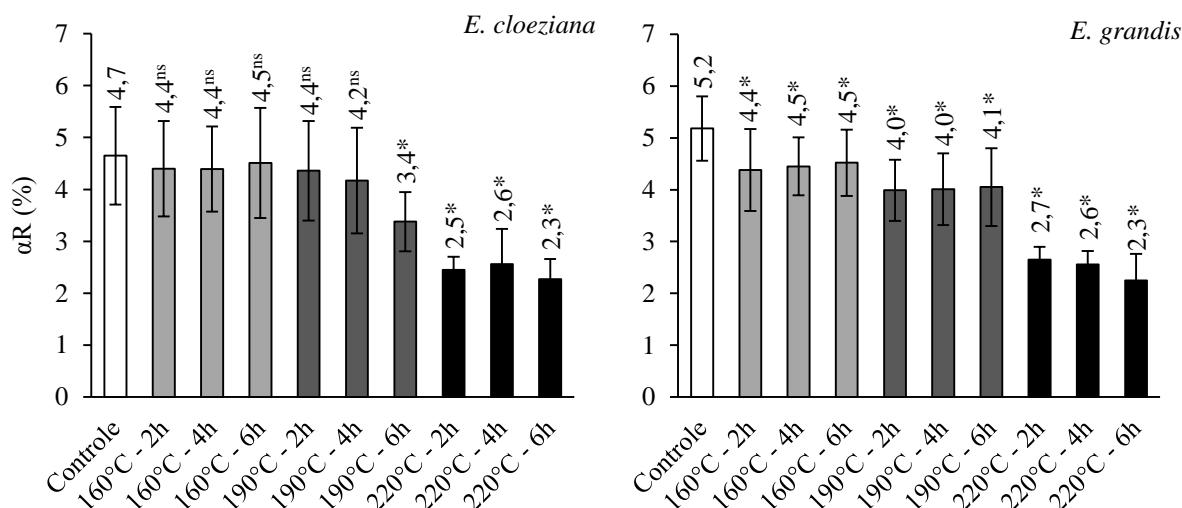 E. cloeziana
αR (%)
7
6
5
4
3
2
1
0
4,7
4,4ns
4,4ns
4,5ns
4,4ns
4,2ns
3,4*
2,5*
2,6*
2,3*
Controle
160°C - 2h
160°C - 4h
160°C - 6h
190°C - 2h
190°C - 4h
190°C - 6h
220°C - 2h
220°C - 4h
220°C - 6h
E. grandis
7
6
5
4
3
2
1
0
5,2
4,4*
4,5*
4,5*
4,0*
4,0*
4,1*
2,7*
2,6*
2,3*
Controle
160°C - 2h
160°C - 4h
160°C - 6h
190°C - 2h
190°C - 4h
190°C - 6h
220°C - 2h
220°C - 4h
220°C - 6h